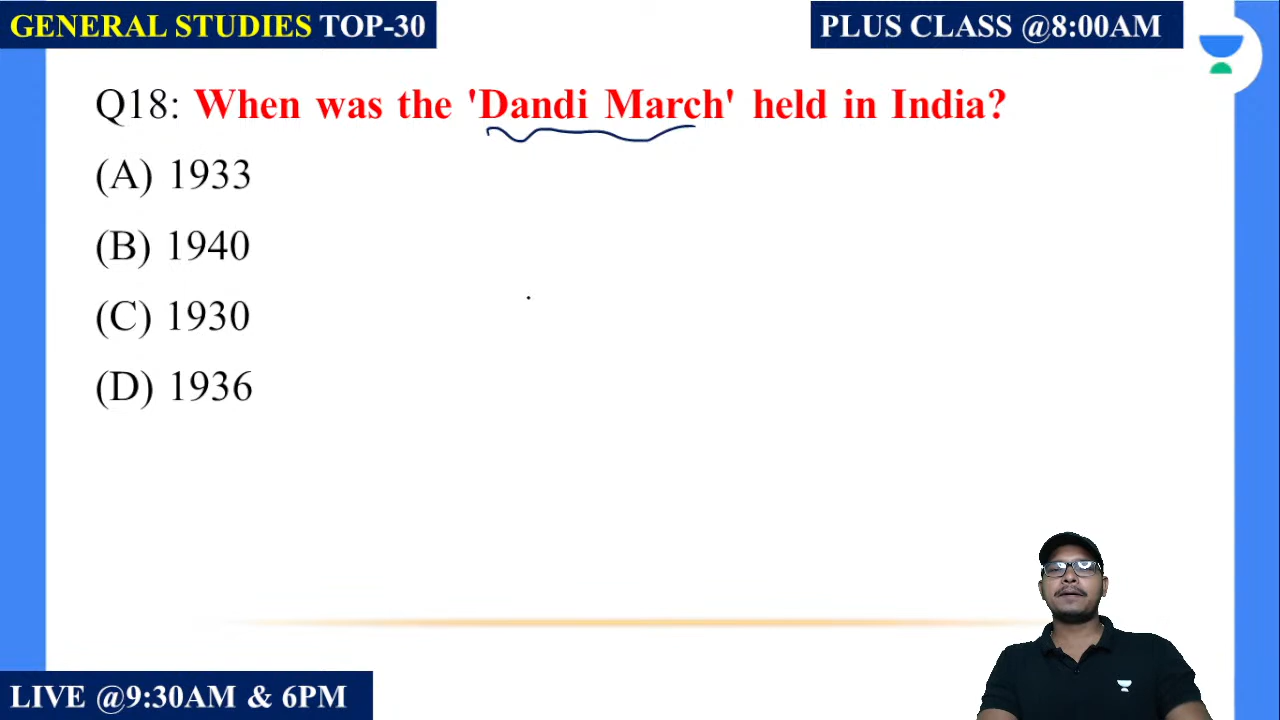 GENERAL STUDIES TOP-30
PLUS CLASS @8:00AM
Q18: When was the 'Dandi March' held in India?
(A) 1933
(B) 1940
(C) 1930
(D) 1936
LIVE @9:30AM & 6PM